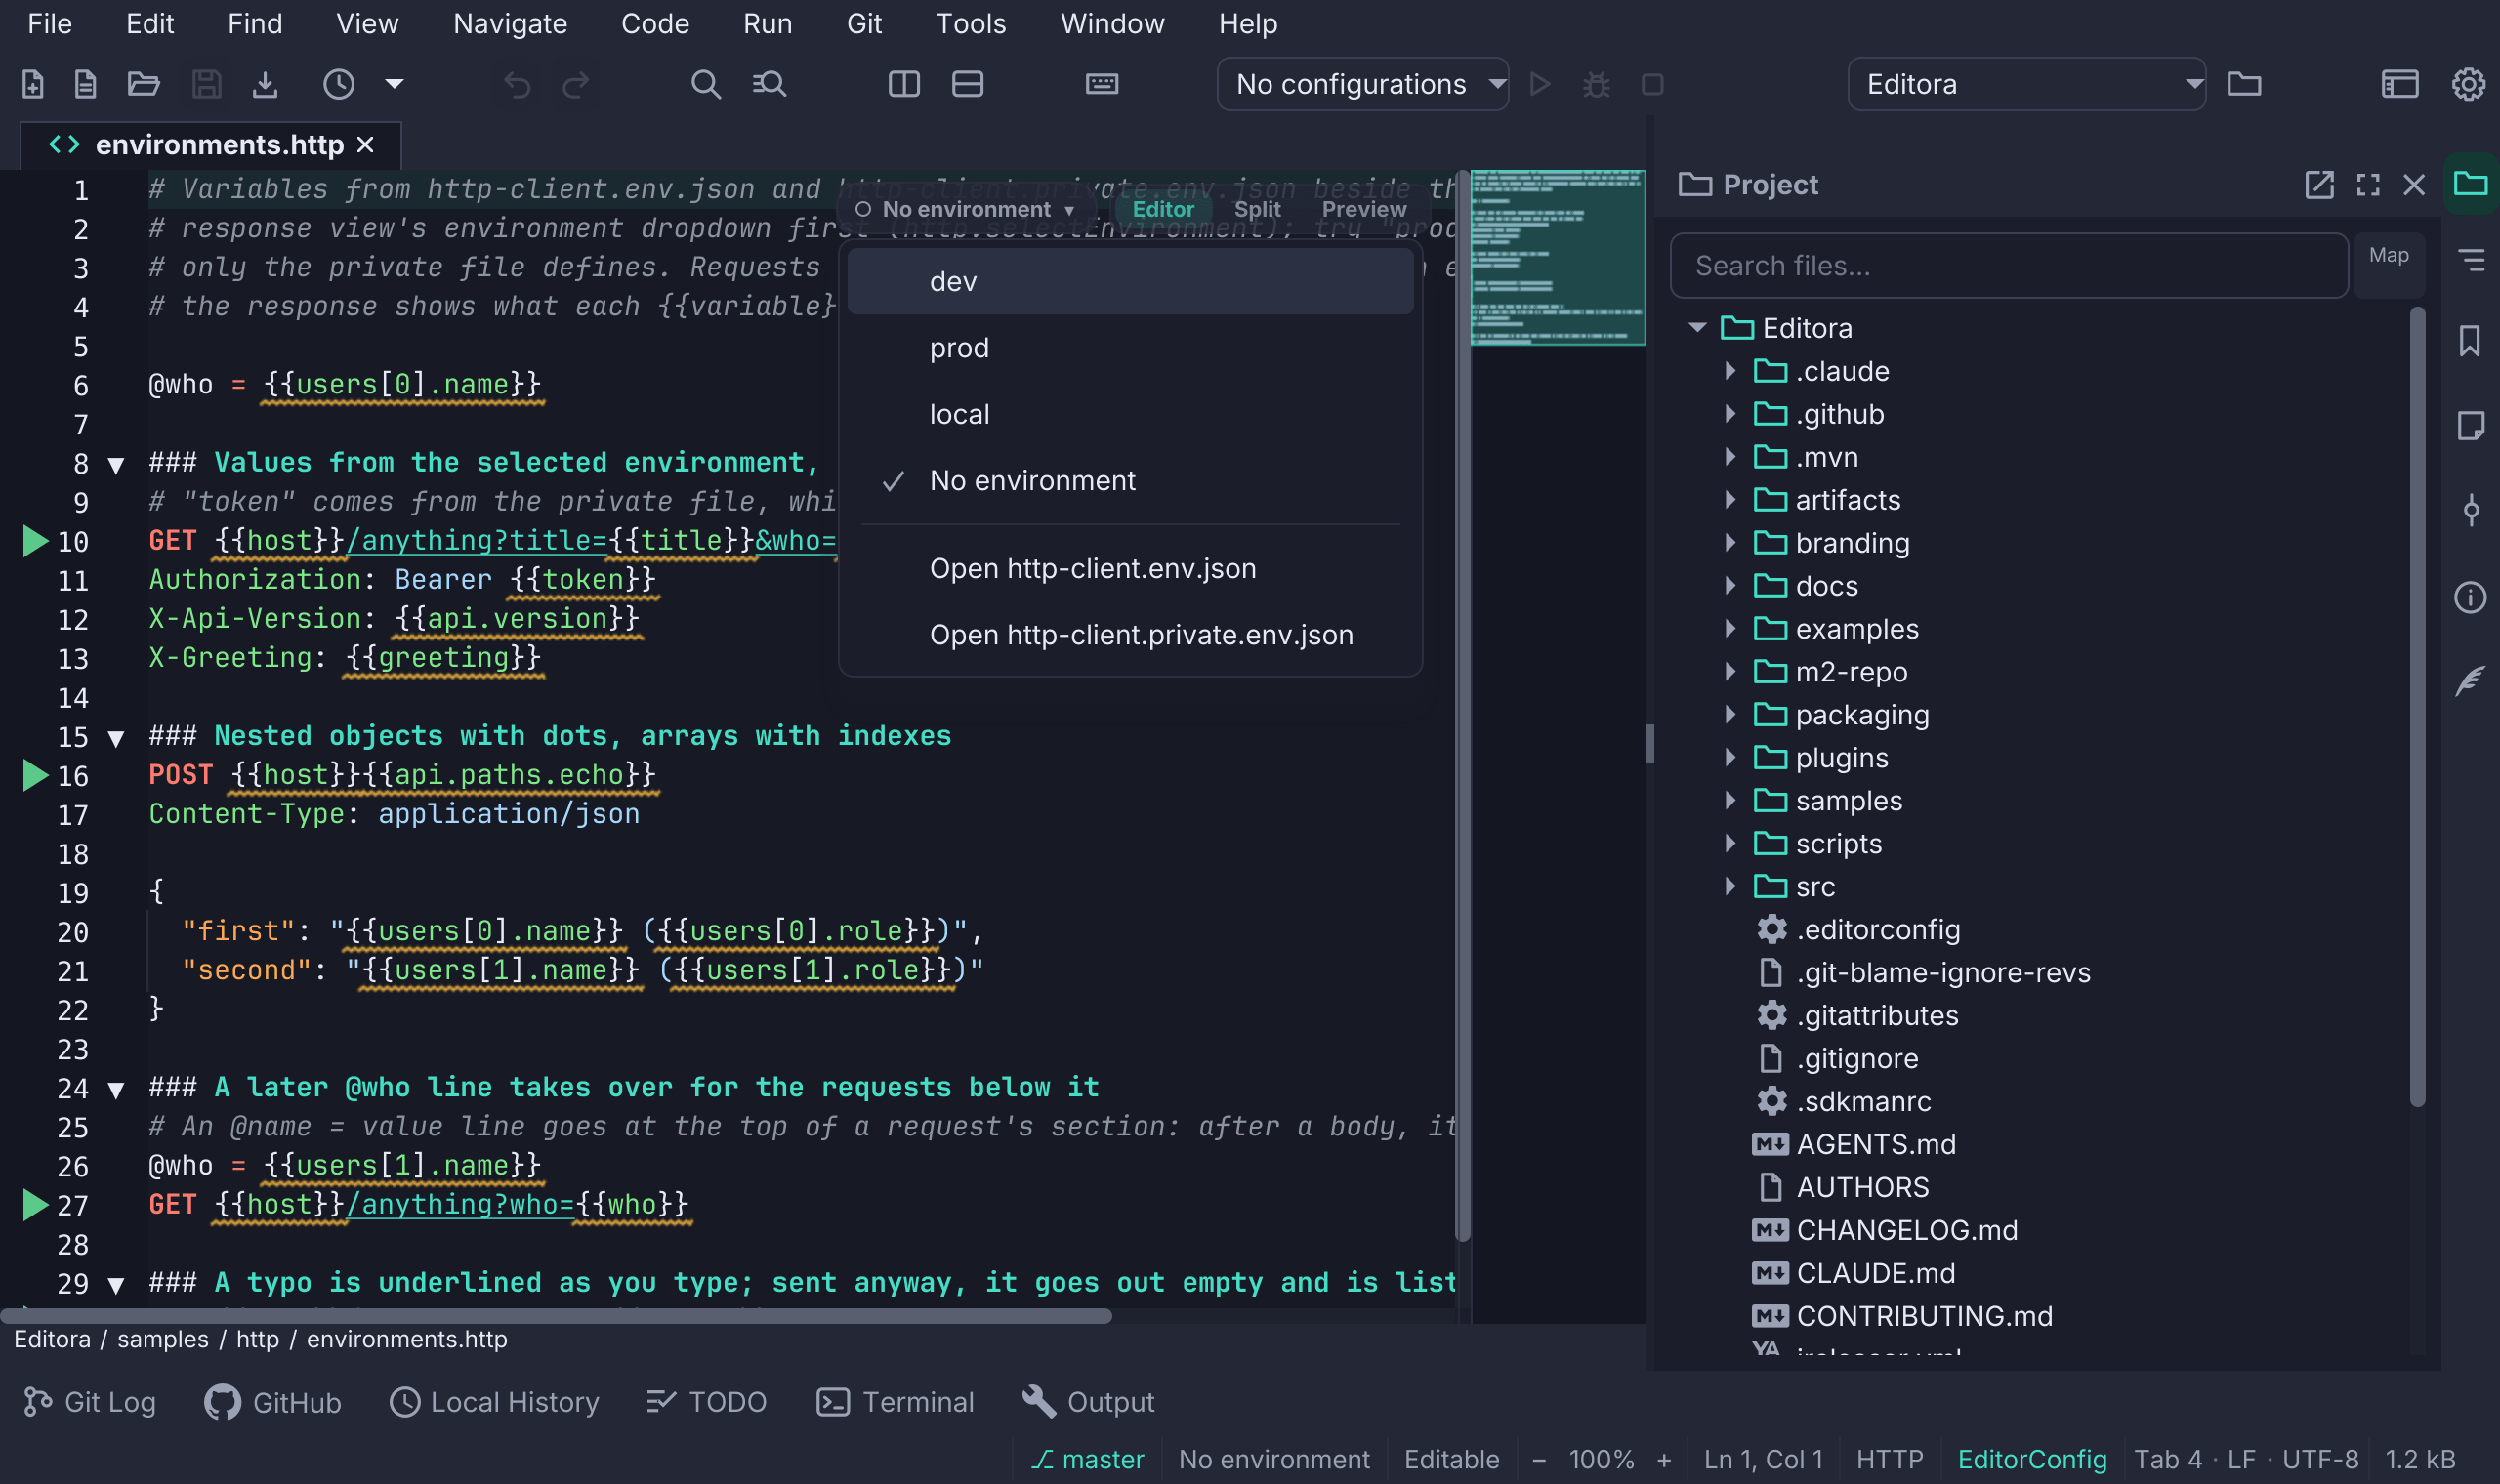 File Edit Find View Navigate Code Run Git Tools Window Help
No configurations Editora
environments.http
1 # Variables from http-client.env.json and http-client.private.env.json beside th
No environment ▾ Editor Split Preview
2 # response view's environment dropdown first (http.selectEnvironment); try "prod
3 # only the private file defines. Requests
4 # the response shows what each {{variable}
5
6 @who = {{users[0].name}}
7
8 ### Values from the selected environment,
9 # "token" comes from the private file, whi
10 GET {{host}}/anything?title={{title}}&who=
11 Authorization: Bearer {{token}}
12 X-Api-Version: {{api.version}}
13 X-Greeting: {{greeting}}
14
15 ### Nested objects with dots, arrays with indexes
16 POST {{host}}{{api.paths.echo}}
17 Content-Type: application/json
18
19 {
20 "first": "{{users[0].name}} ({{users[0].role}})",
21 "second": "{{users[1].name}} ({{users[1].role}})"
22 }
23
24 ### A later @who line takes over for the requests below it
25 # An @name = value line goes at the top of a request's section: after a body, it
26 @who = {{users[1].name}}
27 GET {{host}}/anything?who={{who}}
28
29 ### A typo is underlined as you type; sent anyway, it goes out empty and is list
dev
prod
local
✓ No environment
Open http-client.env.json
Open http-client.private.env.json
Project
Search files... Map
Editora
.claude
.github
.mvn
artifacts
branding
docs
examples
m2-repo
packaging
plugins
samples
scripts
src
.editorconfig
.git-blame-ignore-revs
.gitattributes
.gitignore
.sdkmanrc
AGENTS.md
AUTHORS
CHANGELOG.md
CLAUDE.md
CONTRIBUTING.md
Editora / samples / http / environments.http
Git Log GitHub Local History TODO Terminal Output
master No environment Editable − 100% + Ln 1, Col 1 HTTP EditorConfig Tab 4 · LF · UTF-8 1.2 kB